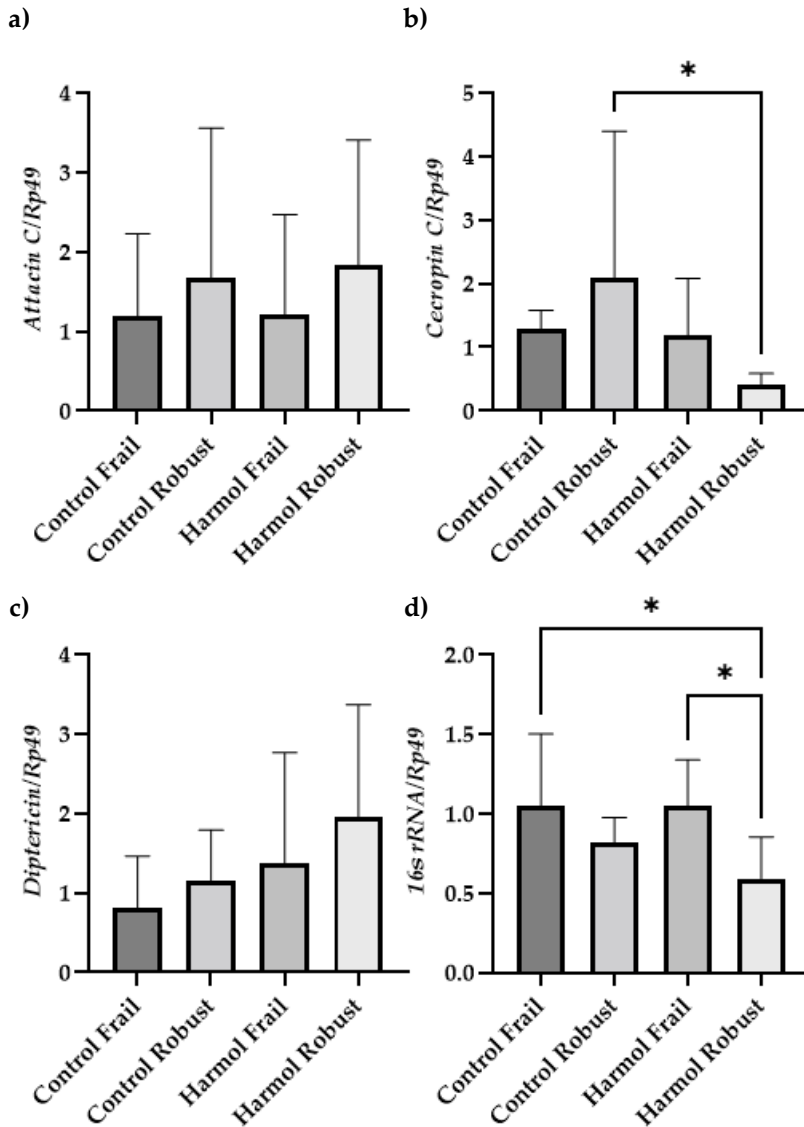 a)
4
3
2
1
0
Attacin C/Rp49
Control Frail
Control Robust
Harmol Frail
Harmol Robust
b)
*
5
4
3
2
1
0
Cecropin C/Rp49
Control Frail
Control Robust
Harmol Frail
Harmol Robust
c)
4
3
2
1
0
Diptericin/Rp49
Control Frail
Control Robust
Harmol Frail
Harmol Robust
d)
*
*
2.0
1.5
1.0
0.5
0.0
16s rRNA/Rp49
Control Frail
Control Robust
Harmol Frail
Harmol Robust